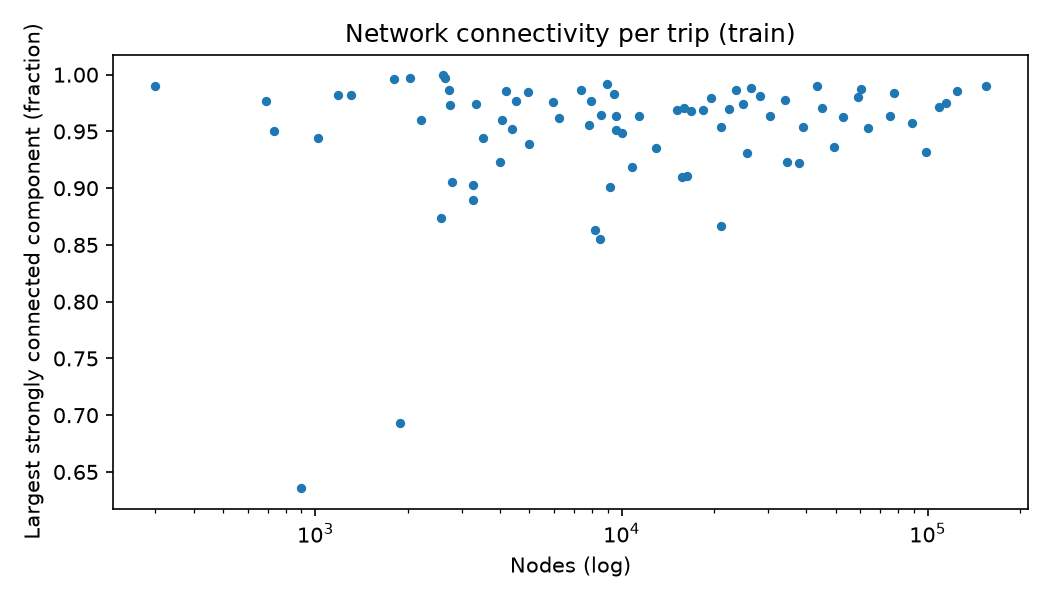 Network connectivity per trip (train)
Largest strongly connected component (fraction)
1.00
0.95
0.90
0.85
0.80
0.75
0.70
0.65
10³ 10⁴ 10⁵
Nodes (log)